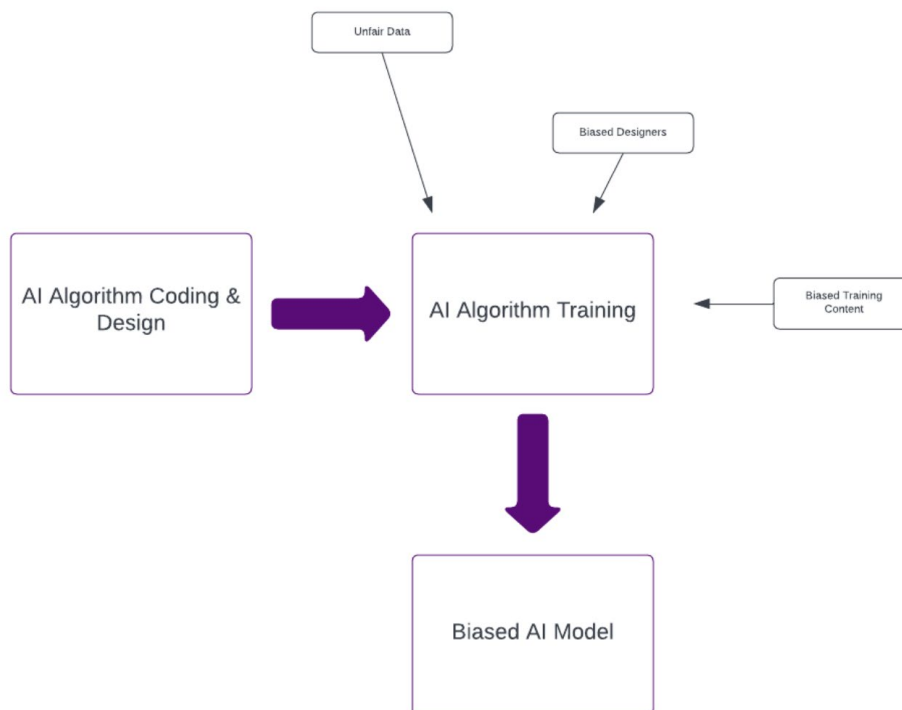 Unfair Data
Biased Designers
AI Algorithm Coding &
Design
AI Algorithm Training
Biased Training
Content
Biased AI Model